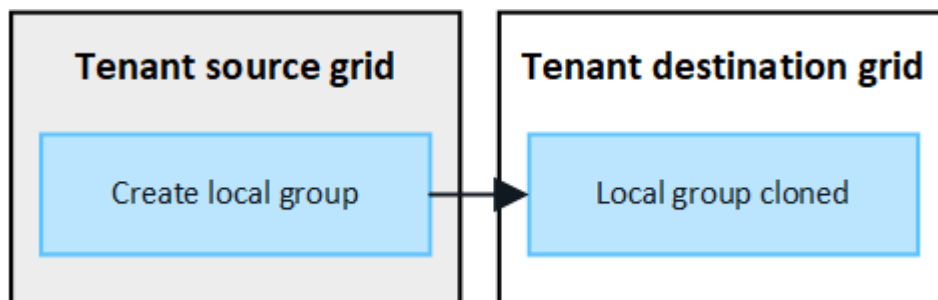 Tenant source grid
Tenant destination grid
Create local group
Local group cloned